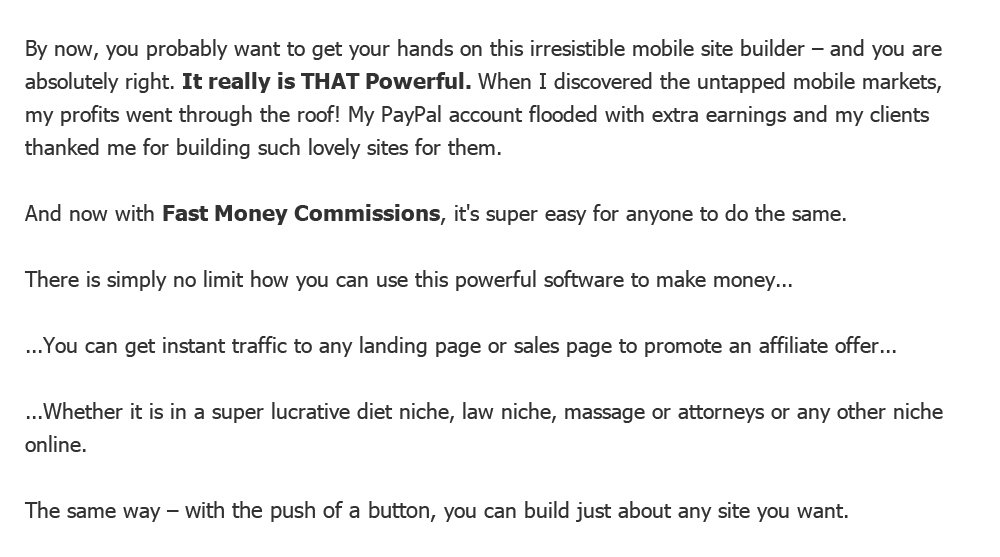 By now, you probably want to get your hands on this irresistible mobile site builder – and you are
absolutely right. It really is THAT Powerful. When I discovered the untapped mobile markets,
my profits went through the roof! My PayPal account flooded with extra earnings and my clients
thanked me for building such lovely sites for them.
And now with Fast Money Commissions, it's super easy for anyone to do the same.
There is simply no limit how you can use this powerful software to make money...
...You can get instant traffic to any landing page or sales page to promote an affiliate offer...
...Whether it is in a super lucrative diet niche, law niche, massage or attorneys or any other niche
online.
The same way – with the push of a button, you can build just about any site you want.